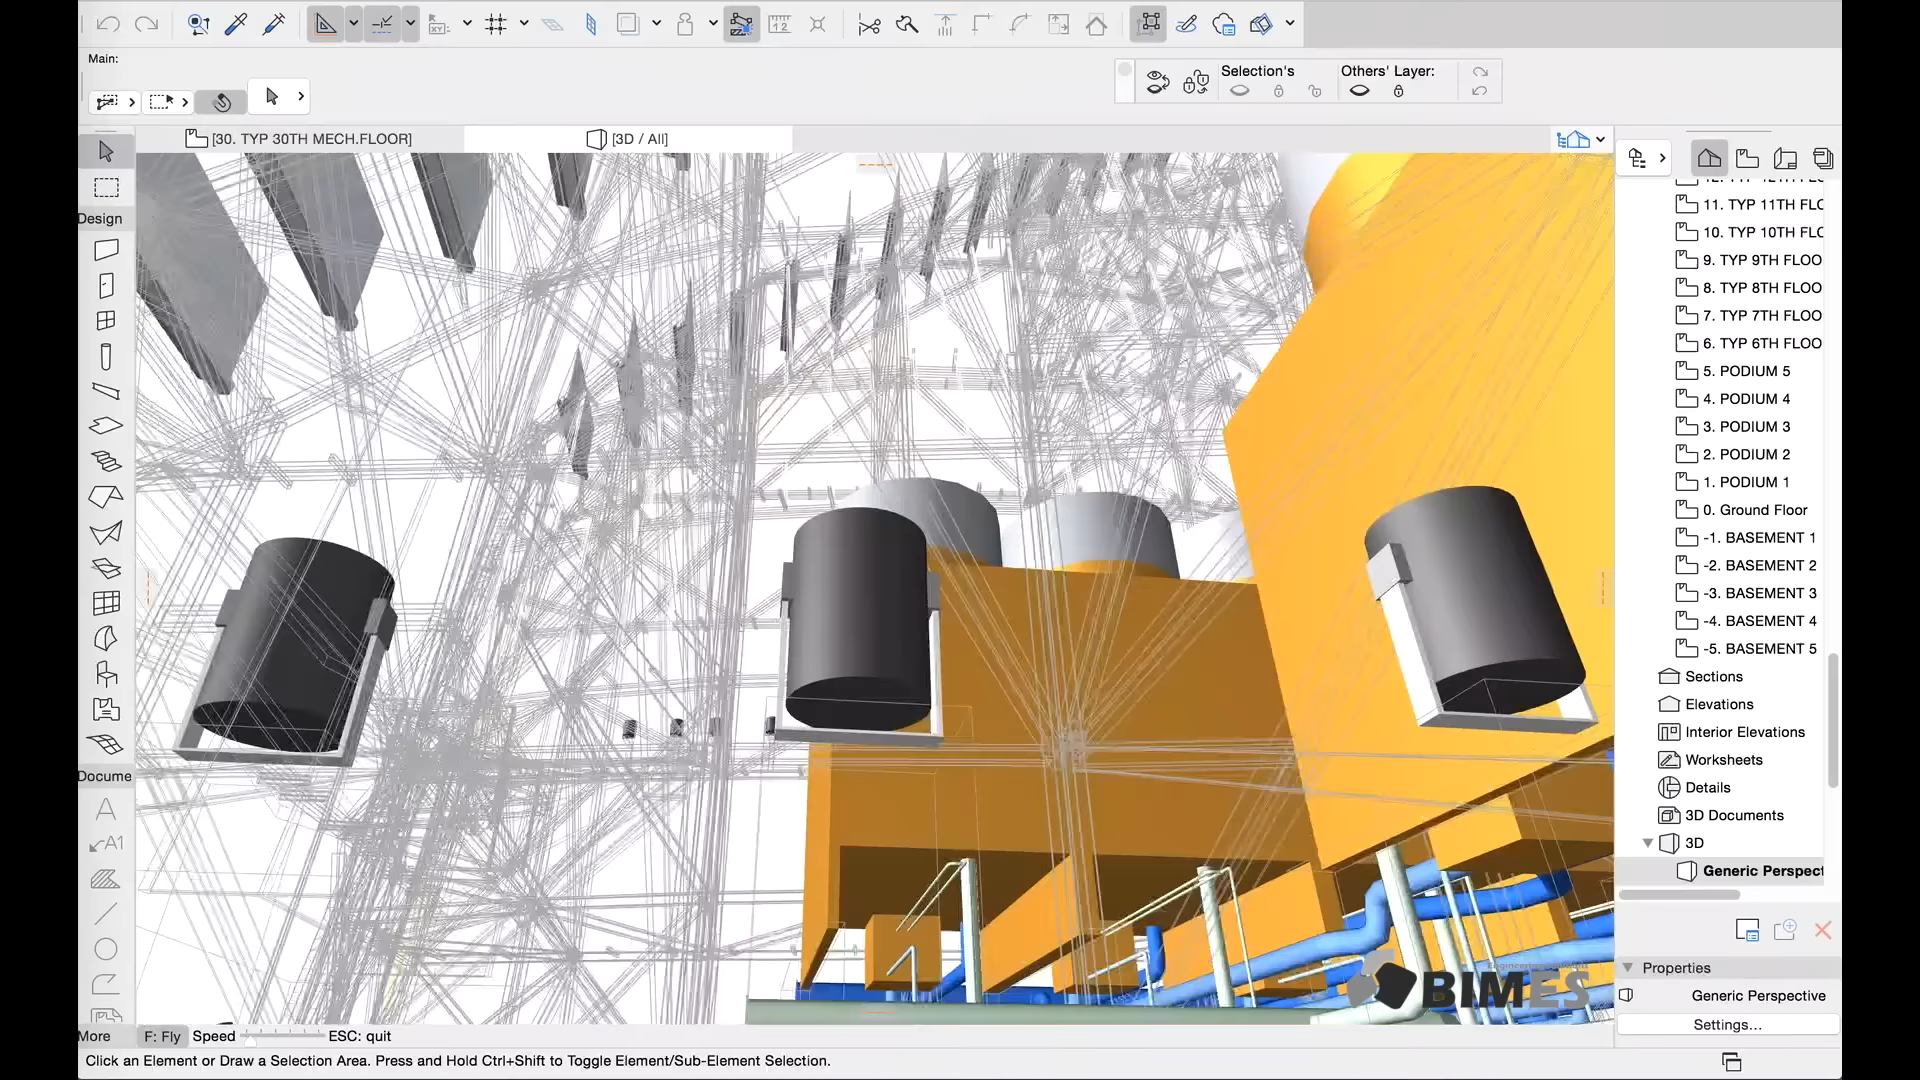 Main:
Selection's
Others' Layer:
[30. TYP 30TH MECH.FLOOR]
[3D / All]
Design
11. TYP 11TH FLO
10. TYP 10TH FLO
9. TYP 9TH FLOO
8. TYP 8TH FLOO
7. TYP 7TH FLOO
6. TYP 6TH FLOO
5. PODIUM 5
4. PODIUM 4
3. PODIUM 3
2. PODIUM 2
1. PODIUM 1
0. Ground Floor
-1. BASEMENT 1
-2. BASEMENT 2
-3. BASEMENT 3
-4. BASEMENT 4
-5. BASEMENT 5
Sections
Elevations
Interior Elevations
Worksheets
Details
3D Documents
3D
Generic Perspect
Docume
A
A1
Properties
Generic Perspective
Settings...
BIMES
More
F: Fly
Speed
ESC: quit
Click an Element or Draw a Selection Area. Press and Hold Ctrl+Shift to Toggle Element/Sub-Element Selection.